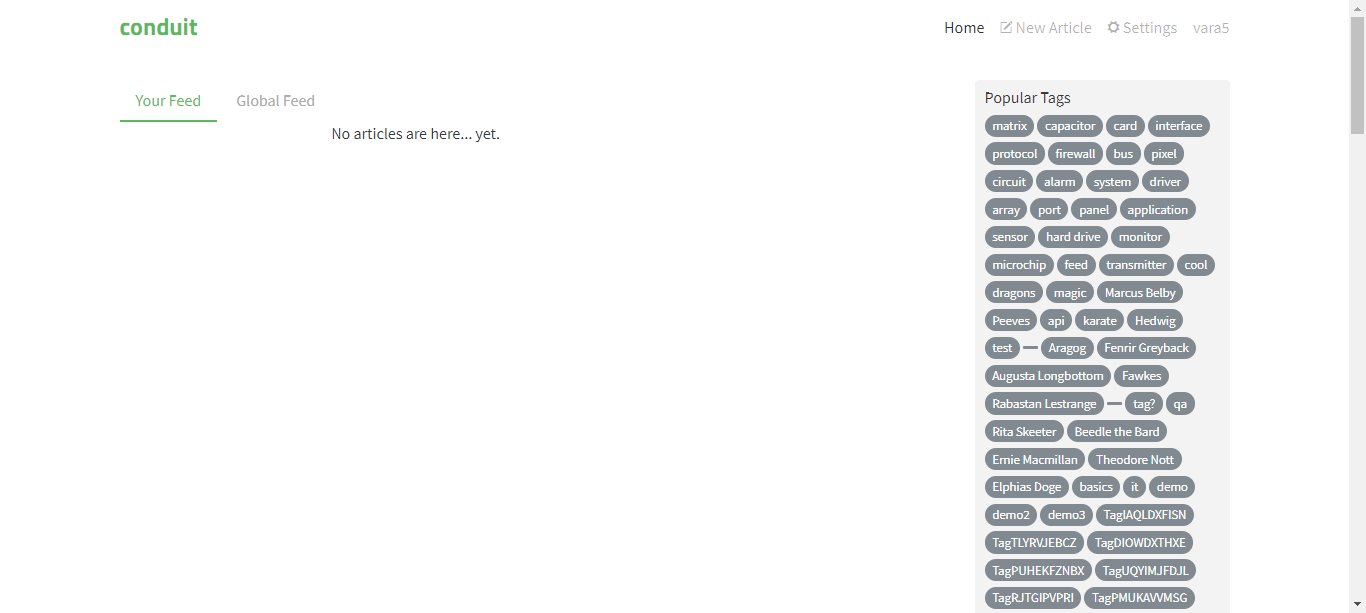 conduit
Home New Article Settings vara5
Your Feed Global Feed
No articles are here... yet.
Popular Tags
matrix capacitor card interface
protocol firewall bus pixel
circuit alarm system driver
array port panel application
sensor hard drive monitor
microchip feed transmitter cool
dragons magic Marcus Belby
Peeves api karate Hedwig
test Aragog Fenrir Greyback
Augusta Longbottom Fawkes
Rabastan Lestrange tag? qa
Rita Skeeter Beedle the Bard
Ernie Macmillan Theodore Nott
Elphias Doge basics it demo
demo2 demo3 TagIAQLDXFISN
TagTLYRVJEBCZ TagDIOWDXTHXE
TagPUHEKFZNBX TagUQYIMJFDJL
TagRJTGIPVPRI TagPMUKAVVMSG